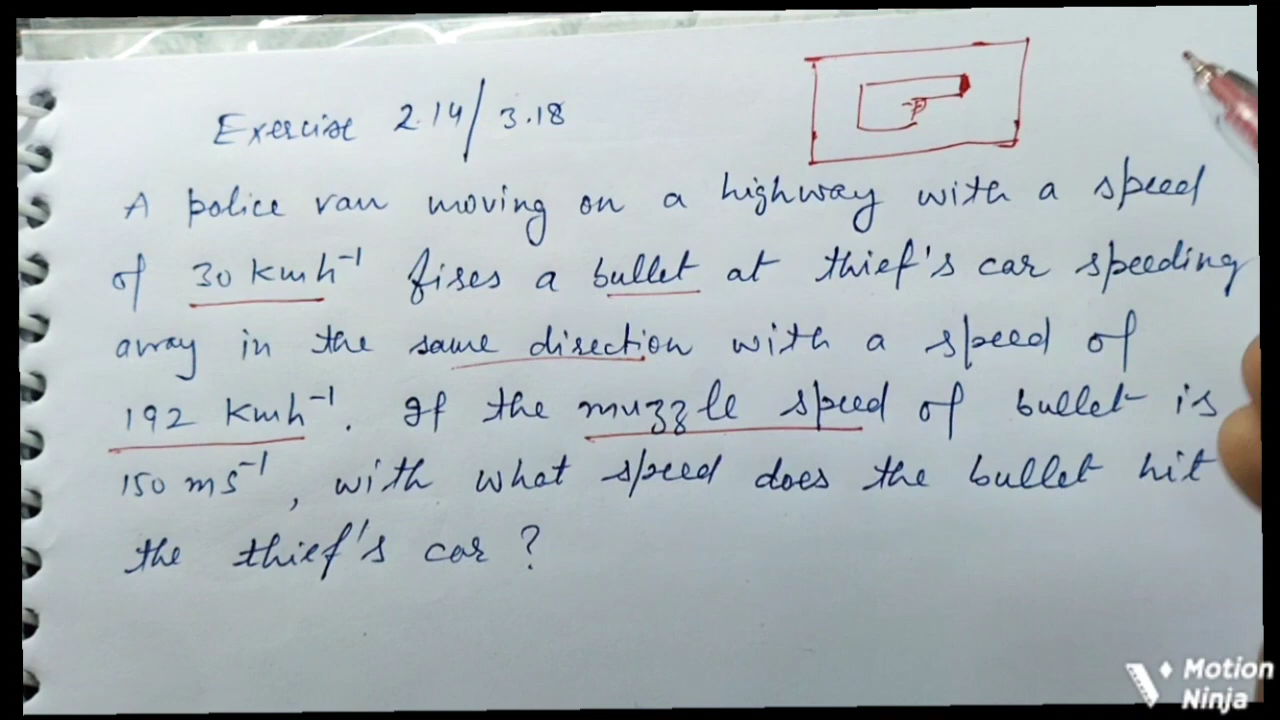 Exercise 2.14/3.18
A police van moving on a highway with a speed
of 30 Kmh⁻¹ fires a bullet at thief's car speeding
away in the same direction with a speed of
192 Kmh⁻¹. If the muzzle speed of bullet is
150 ms⁻¹, with what speed does the bullet hit
the thief's car ?
Motion
Ninja